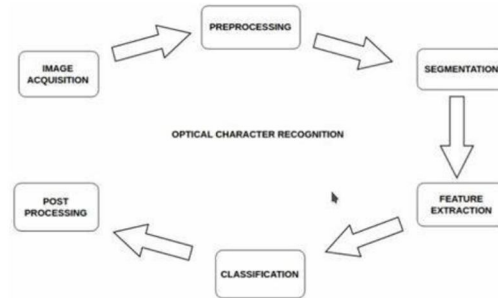 PREPROCESSING
IMAGE
ACQUISITION
SEGMENTATION
OPTICAL CHARACTER RECOGNITION
POST
PROCESSING
FEATURE
EXTRACTION
CLASSIFICATION